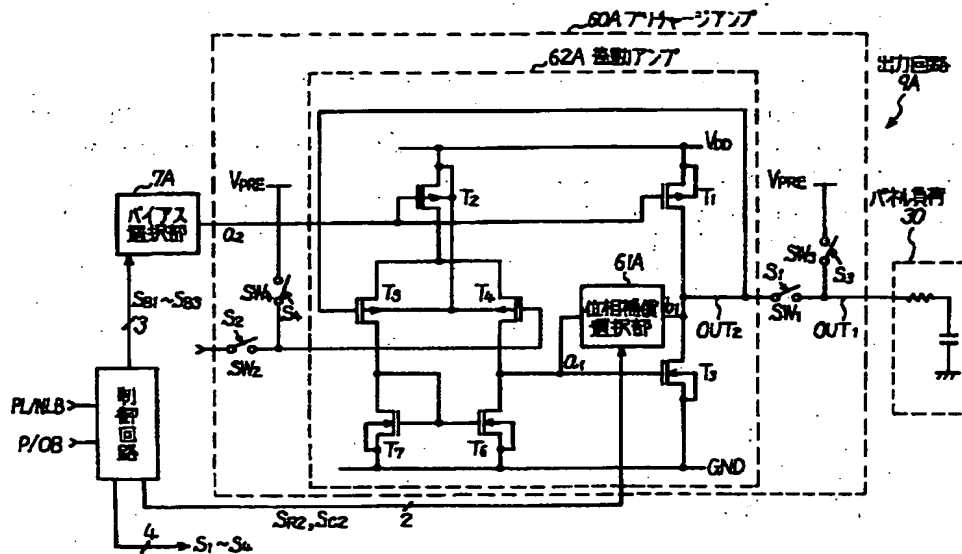 60A プリチャージアンプ
62A 差動アンプ
出力回路
9A
VDD
7A
VPRE
T2
T1
VPRE
パネル負荷
30
バイアス
選択部
a2
61A
SW4
S4
SW3
S3
SB1~SB3
3
T5
T4
位相補償
選択部
b1
S1
SW1
OUT2
OUT1
S2
SW2
a1
T3
PL/NLB
P/OB
制御回路
T7
T6
GND
SR2,SC2
2
4
S1~S4